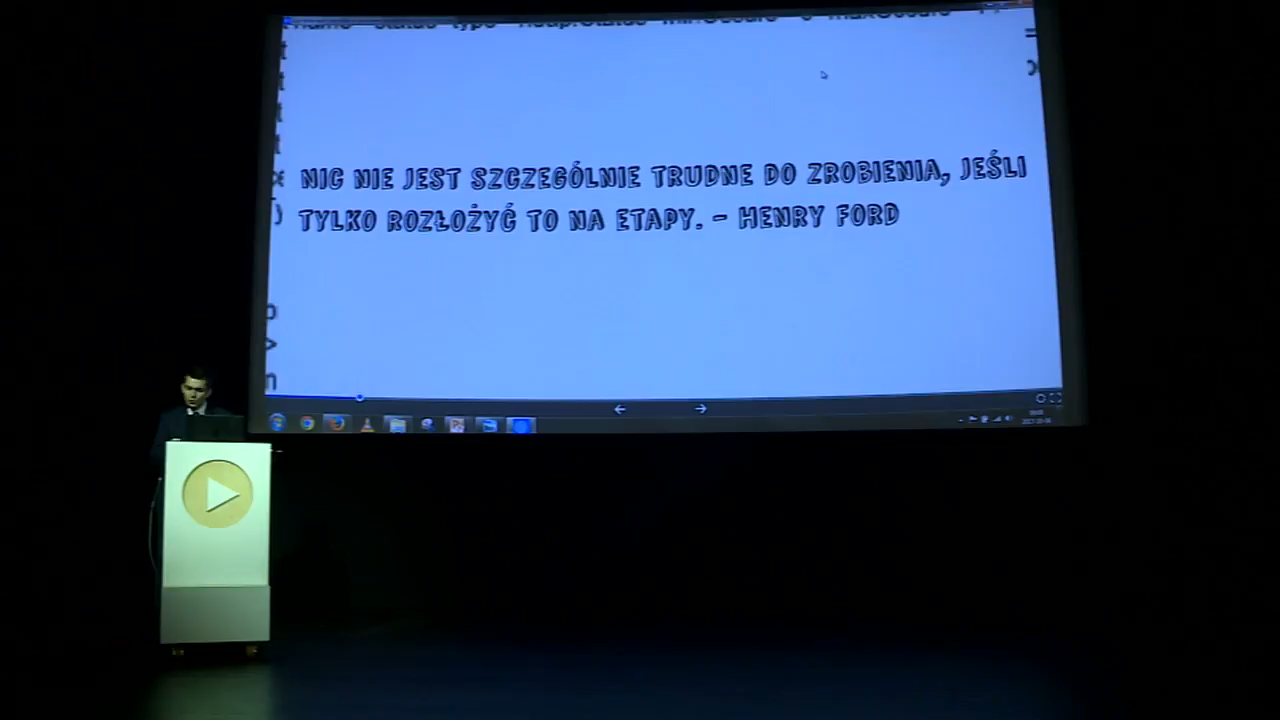 NIC NIE JEST SZCZEGÓLNIE TRUDNE DO ZROBIENIA, JEŚLI
TYLKO ROZŁOŻYĆ TO NA ETAPY. - HENRY FORD